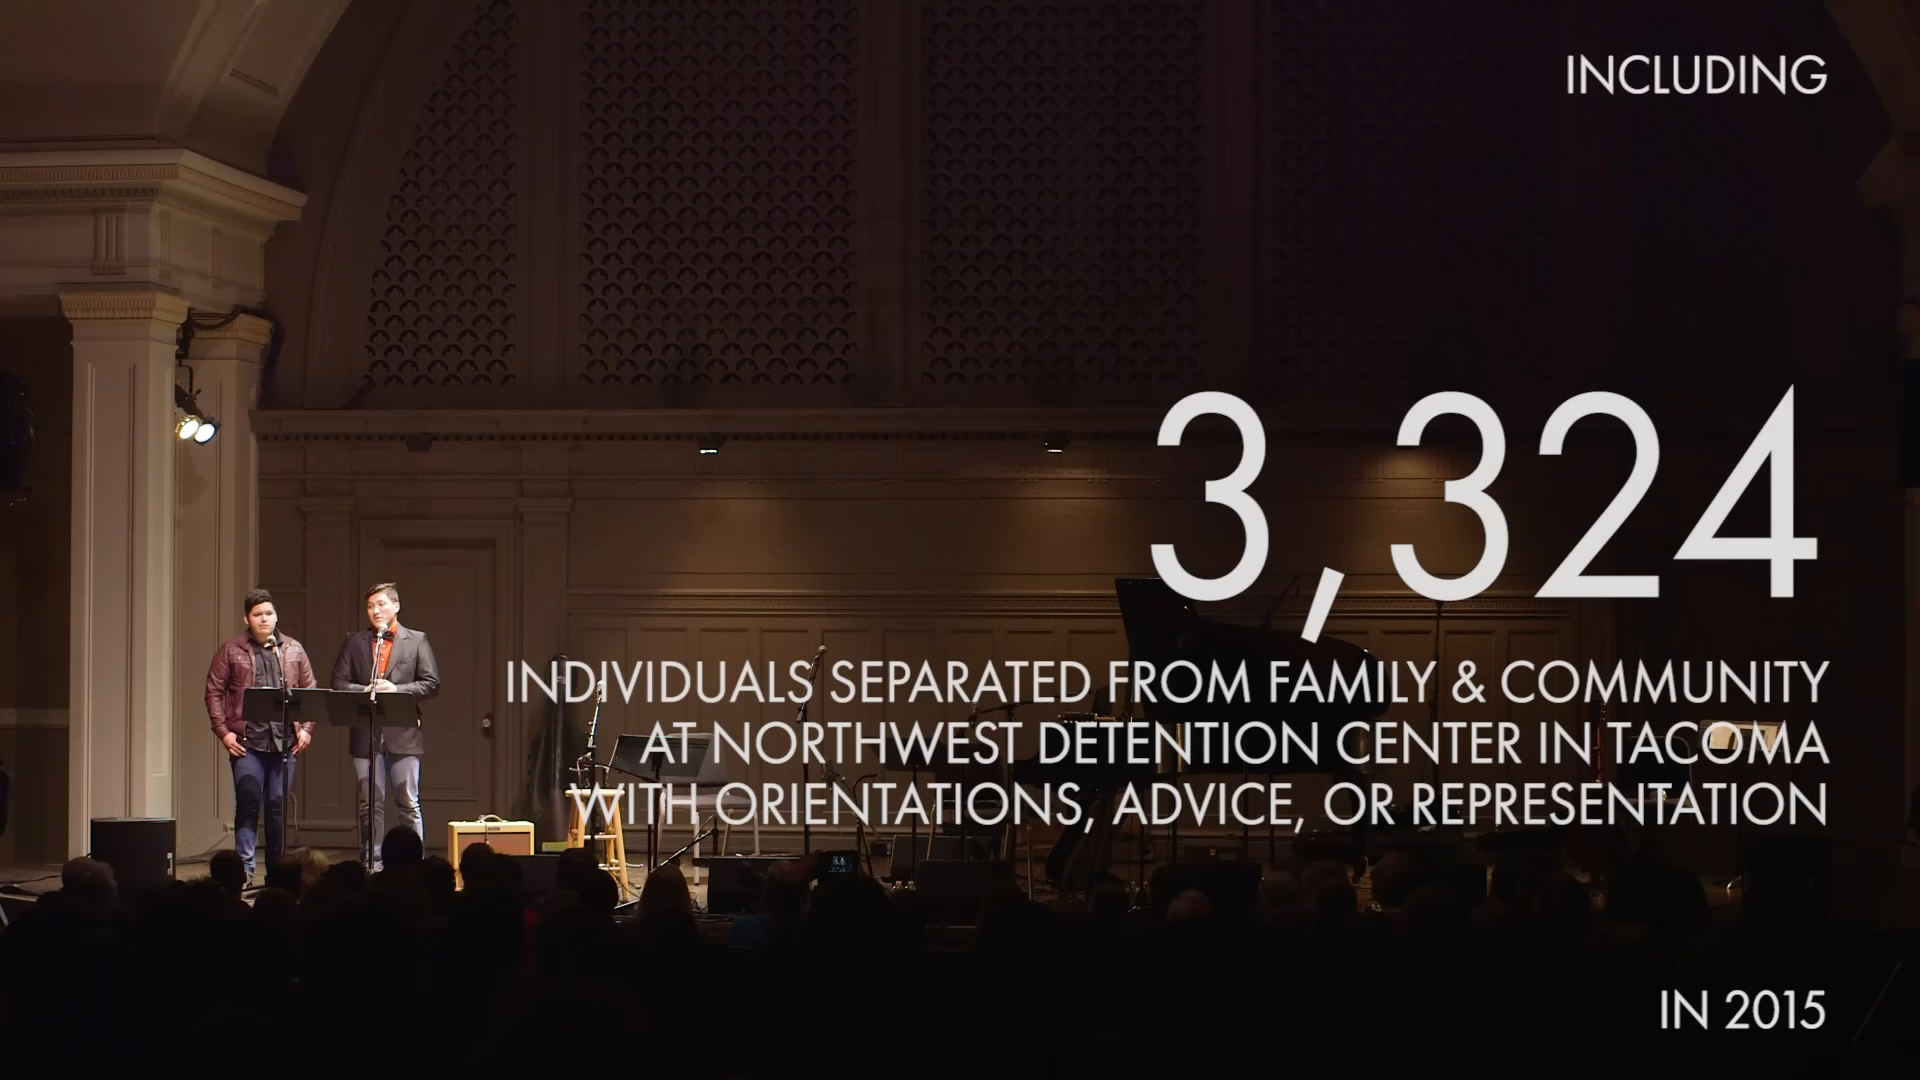 INCLUDING
3,324
INDIVIDUALS SEPARATED FROM FAMILY & COMMUNITY
AT NORTHWEST DETENTION CENTER IN TACOMA
WITH ORIENTATIONS, ADVICE, OR REPRESENTATION
IN 2015